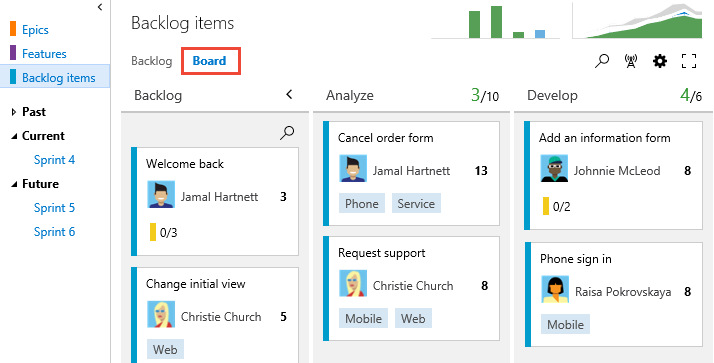 Backlog items
Epics
Features
Backlog items
Past
Current
Sprint 4
Future
Sprint 5
Sprint 6
Backlog Board
Backlog
Welcome back
Jamal Hartnett 3
0/3
Change initial view
Christie Church 5
Web
Analyze 3/10
Cancel order form
Jamal Hartnett 13
Phone Service
Request support
Christie Church 8
Mobile Web
Develop 4/6
Add an information form
Johnnie McLeod 8
0/2
Phone sign in
Raisa Pokrovskaya 8
Mobile